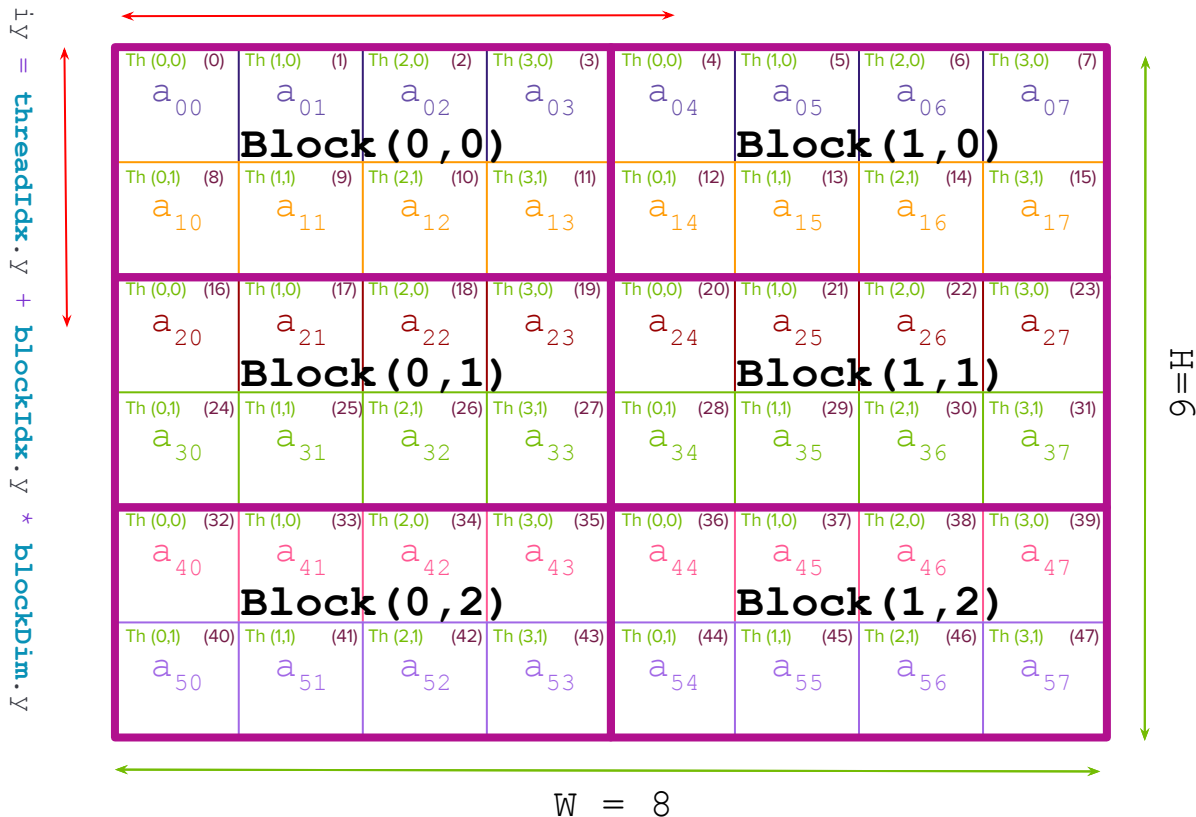 iy = threadIdx.y + blockIdx.y * blockDim.y
Th (0,0) (0) Th (1,0) (1) Th (2,0) (2) Th (3,0) (3) Th (0,0) (4) Th (1,0) (5) Th (2,0) (6) Th (3,0) (7)
a00 a01 a02 a03 a04 a05 a06 a07
Block(0,0) Block(1,0)
Th (0,1) (8) Th (1,1) (9) Th (2,1) (10) Th (3,1) (11) Th (0,1) (12) Th (1,1) (13) Th (2,1) (14) Th (3,1) (15)
a10 a11 a12 a13 a14 a15 a16 a17
Th (0,0) (16) Th (1,0) (17) Th (2,0) (18) Th (3,0) (19) Th (0,0) (20) Th (1,0) (21) Th (2,0) (22) Th (3,0) (23)
a20 a21 a22 a23 a24 a25 a26 a27
Block(0,1) Block(1,1)
Th (0,1) (24) Th (1,1) (25) Th (2,1) (26) Th (3,1) (27) Th (0,1) (28) Th (1,1) (29) Th (2,1) (30) Th (3,1) (31)
a30 a31 a32 a33 a34 a35 a36 a37
Th (0,0) (32) Th (1,0) (33) Th (2,0) (34) Th (3,0) (35) Th (0,0) (36) Th (1,0) (37) Th (2,0) (38) Th (3,0) (39)
a40 a41 a42 a43 a44 a45 a46 a47
Block(0,2) Block(1,2)
Th (0,1) (40) Th (1,1) (41) Th (2,1) (42) Th (3,1) (43) Th (0,1) (44) Th (1,1) (45) Th (2,1) (46) Th (3,1) (47)
a50 a51 a52 a53 a54 a55 a56 a57
H=6
W = 8